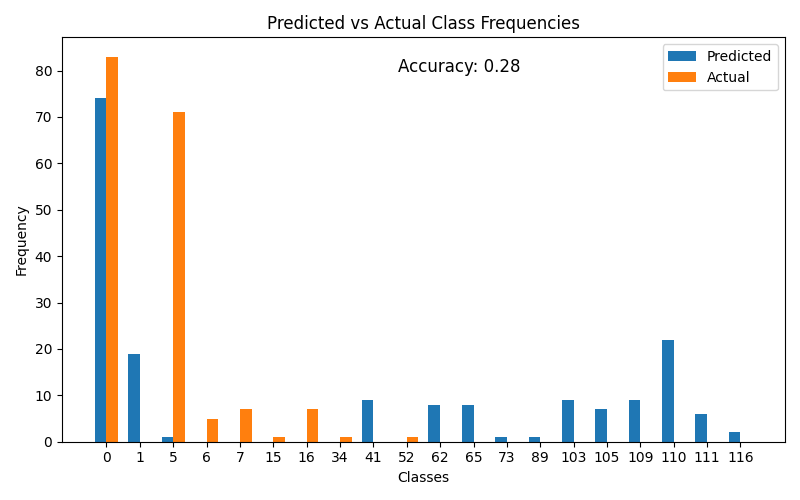 Predicted vs Actual Class Frequencies
Accuracy: 0.28
Predicted
Actual
Frequency
80
70
60
50
40
30
20
10
0
0 1 5 6 7 15 16 34 41 52 62 65 73 89 103 105 109 110 111 116
Classes